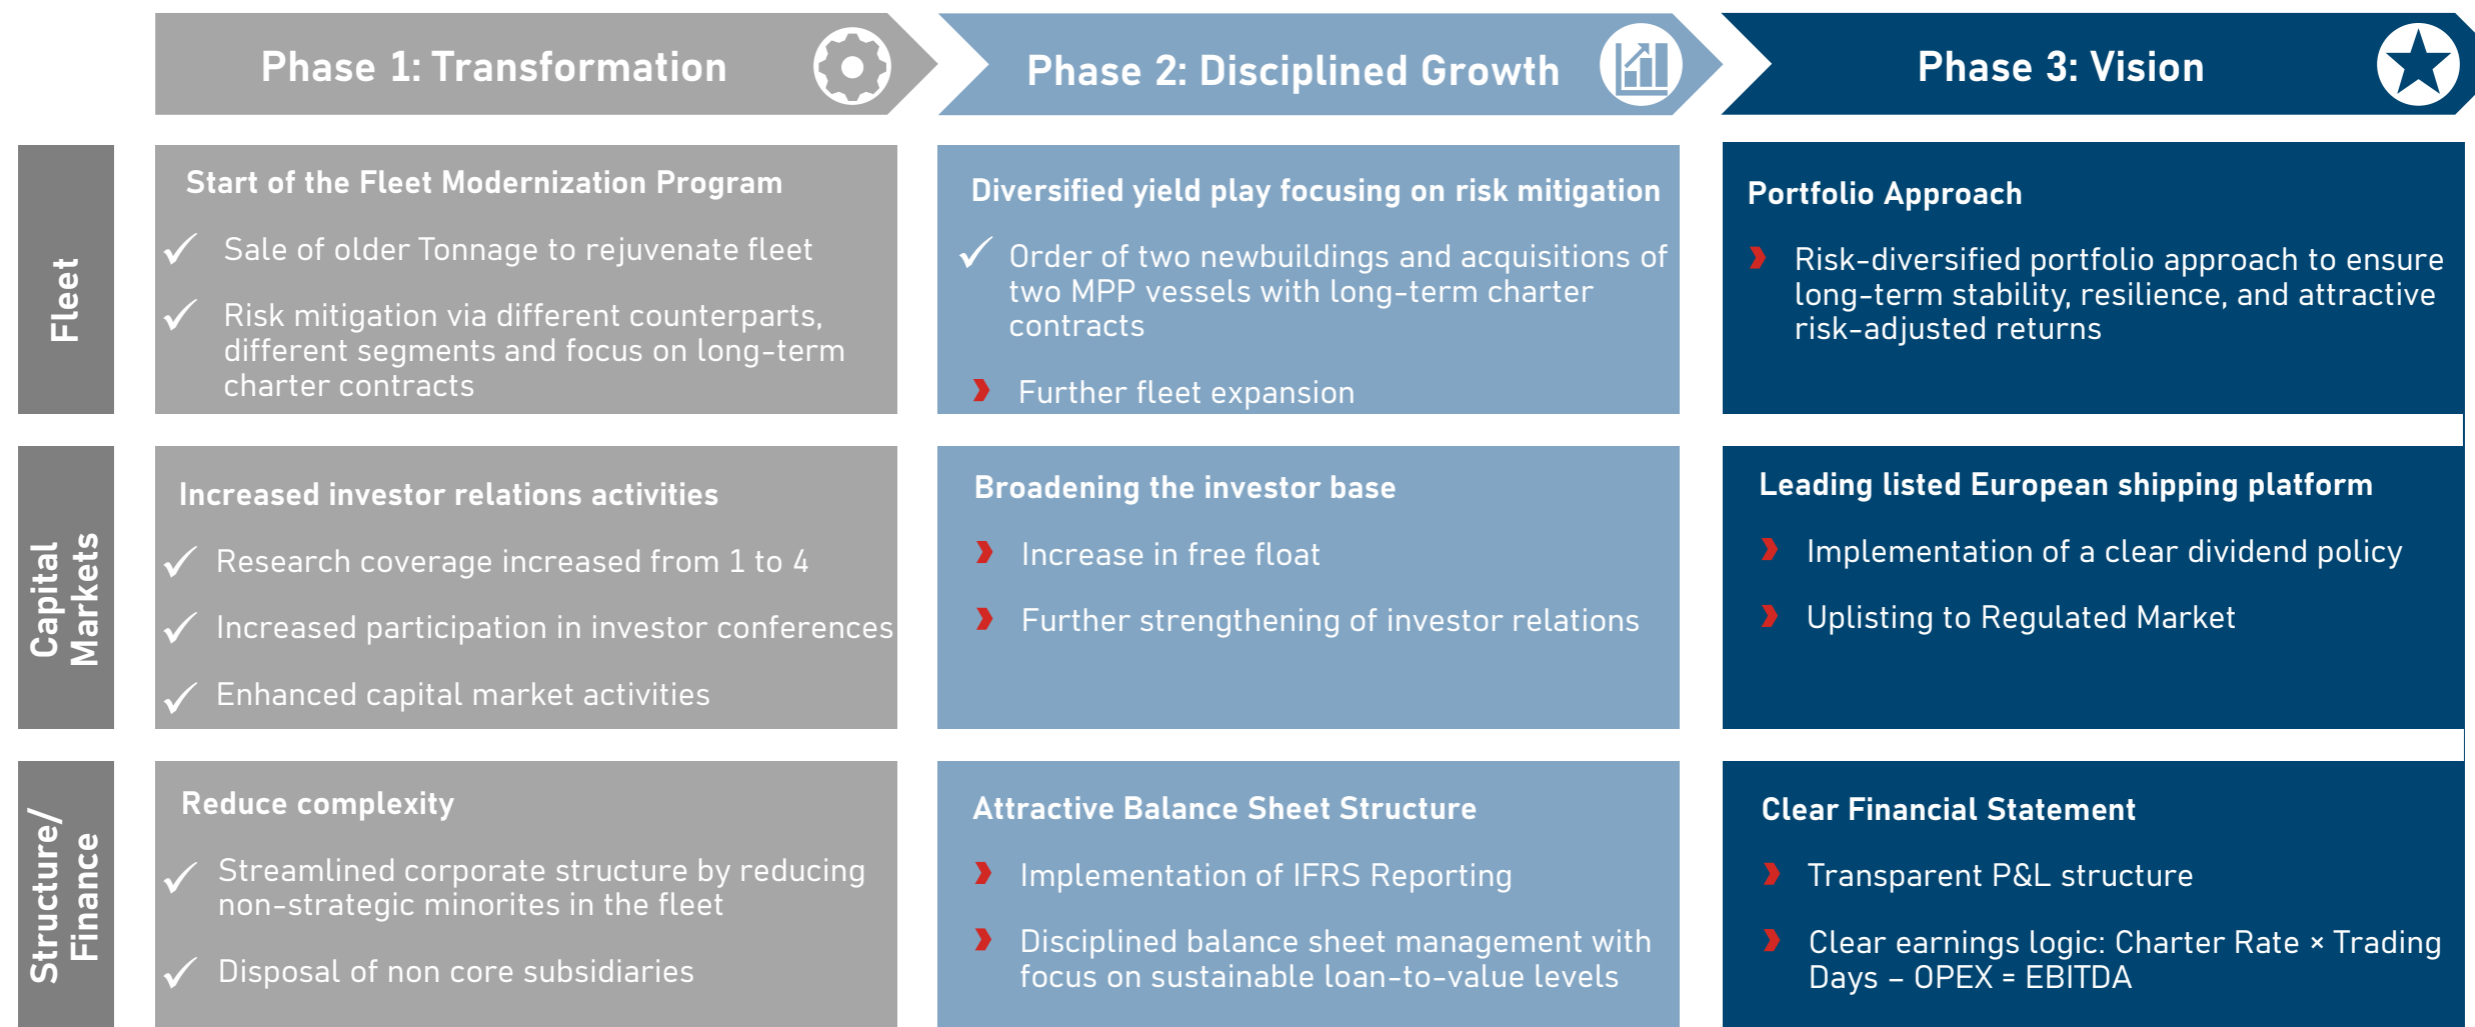 Phase 1: Transformation
Phase 2: Disciplined Growth
Phase 3: Vision
Fleet
Start of the Fleet Modernization Program
Sale of older Tonnage to rejuvenate fleet
Risk mitigation via different counterparts,
different segments and focus on long-term
charter contracts
Diversified yield play focusing on risk mitigation
Order of two newbuildings and acquisitions of
two MPP vessels with long-term charter
contracts
Further fleet expansion
Portfolio Approach
Risk-diversified portfolio approach to ensure
long-term stability, resilience, and attractive
risk-adjusted returns
Capital
Markets
Increased investor relations activities
Research coverage increased from 1 to 4
Increased participation in investor conferences
Enhanced capital market activities
Broadening the investor base
Increase in free float
Further strengthening of investor relations
Leading listed European shipping platform
Implementation of a clear dividend policy
Uplisting to Regulated Market
Structure/
Finance
Reduce complexity
Streamlined corporate structure by reducing
non-strategic minorites in the fleet
Disposal of non core subsidiaries
Attractive Balance Sheet Structure
Implementation of IFRS Reporting
Disciplined balance sheet management with
focus on sustainable loan-to-value levels
Clear Financial Statement
Transparent P&L structure
Clear earnings logic: Charter Rate × Trading
Days – OPEX = EBITDA